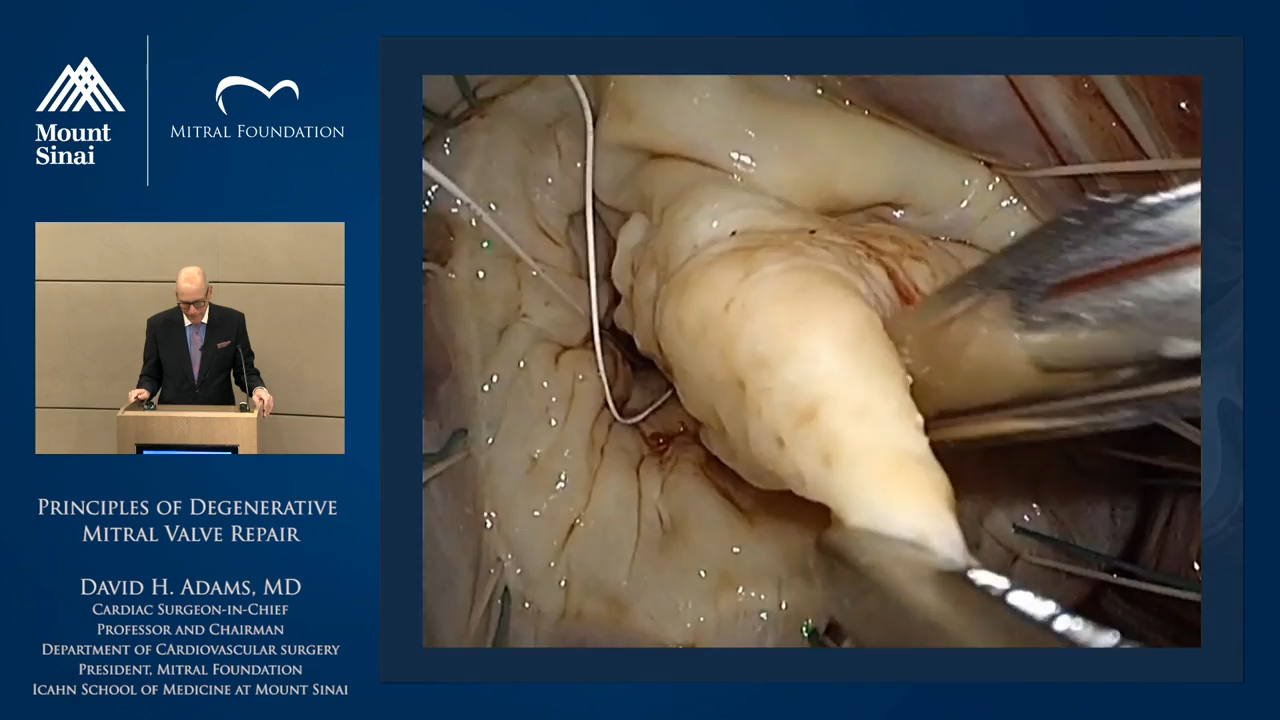 Mount
Sinai
MITRAL FOUNDATION
PRINCIPLES OF DEGENERATIVE
MITRAL VALVE REPAIR
DAVID H. ADAMS, MD
CARDIAC SURGEON-IN-CHIEF
PROFESSOR AND CHAIRMAN
DEPARTMENT OF CARDIOVASCULAR SURGERY
PRESIDENT, MITRAL FOUNDATION
ICAHN SCHOOL OF MEDICINE AT MOUNT SINAI